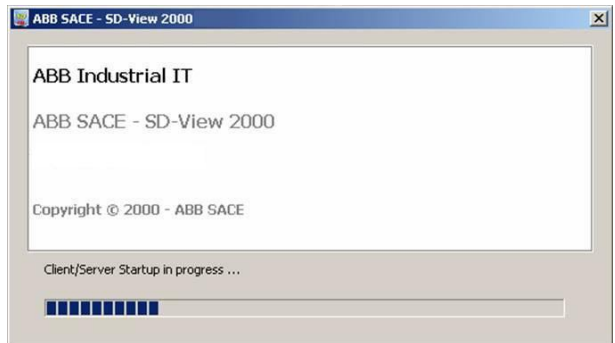 ABB SACE - SD-View 2000
ABB Industrial IT
ABB SACE - SD-View 2000
Copyright © 2000 - ABB SACE
Client/Server Startup in progress ...